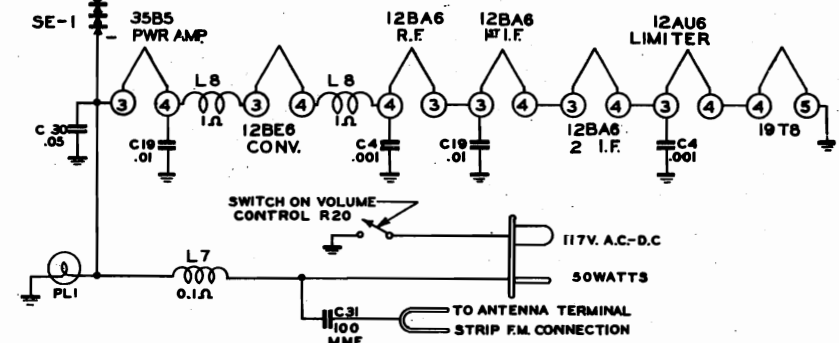 SE-1
-
35B5
PWR AMP.
L8
1Ω
12BE6
CONV.
L8
1Ω
12BA6
R.F.
12BA6
1ST I.F.
12BA6
2 I.F.
12AU6
LIMITER
19T8
3 4 3 4 4 3 3 4 3 4 3 4 4 5
C30
.05
C19
.01
C4
.001
C19
.01
C4
.001
SWITCH ON VOLUME
CONTROL R20
117V. A.C.-D.C
50WATTS
PL1
L7
0.1Ω
C31
100
MMF
TO ANTENNA TERMINAL
STRIP F.M. CONNECTION